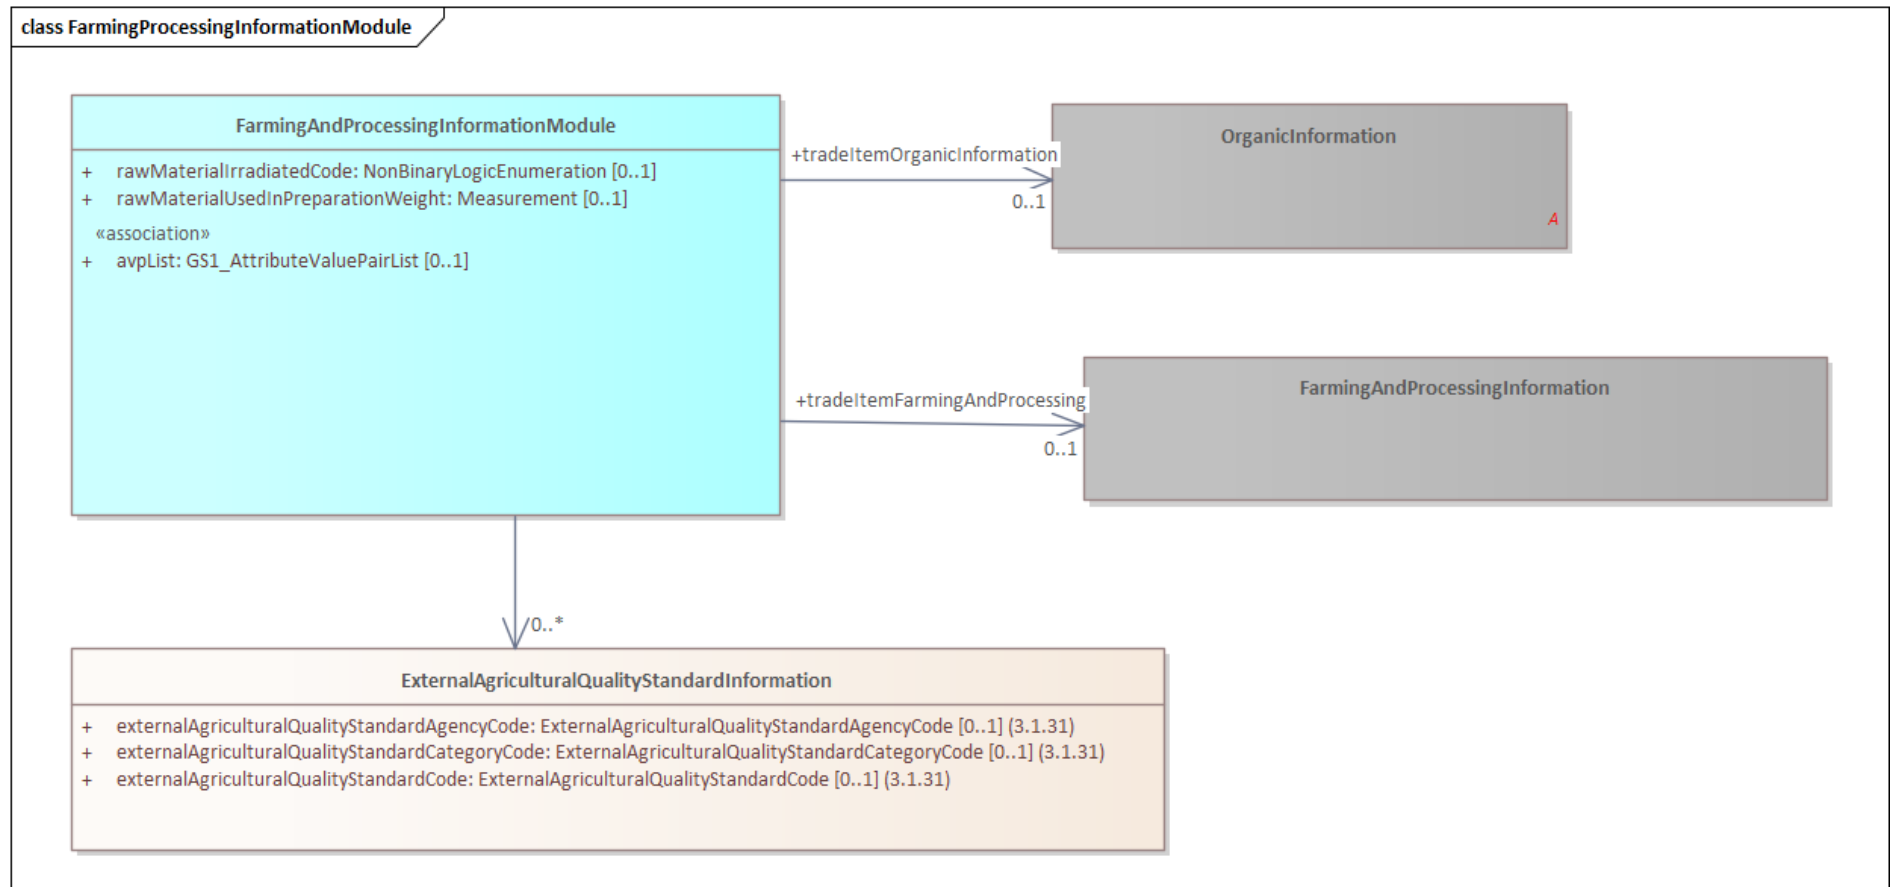 class FarmingProcessingInformationModule
FarmingAndProcessingInformationModule
+ rawMaterialIrradiatedCode: NonBinaryLogicEnumeration [0..1]
+ rawMaterialUsedInPreparationWeight: Measurement [0..1]
«association»
+ avpList: GS1_AttributeValuePairList [0..1]
+tradeItemOrganicInformation
0..1
OrganicInformation
A
+tradeItemFarmingAndProcessing
0..1
FarmingAndProcessingInformation
0..*
ExternalAgriculturalQualityStandardInformation
+ externalAgriculturalQualityStandardAgencyCode: ExternalAgriculturalQualityStandardAgencyCode [0..1] (3.1.31)
+ externalAgriculturalQualityStandardCategoryCode: ExternalAgriculturalQualityStandardCategoryCode [0..1] (3.1.31)
+ externalAgriculturalQualityStandardCode: ExternalAgriculturalQualityStandardCode [0..1] (3.1.31)